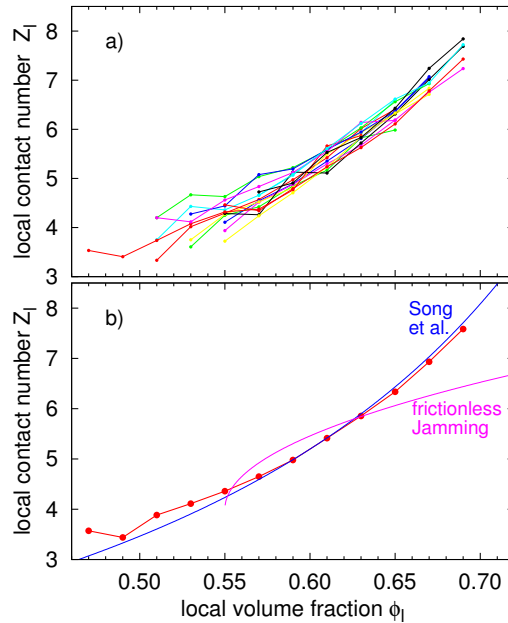 local contact number Z_l
8
7
6
5
4
3
a)
local contact number Z_l
8
7
6
5
4
3
b)
Song
et al.
frictionless
Jamming
0.50
0.55
0.60
0.65
0.70
local volume fraction ϕ_l